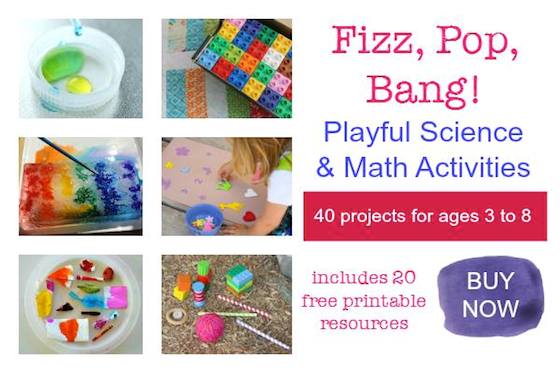 Fizz, Pop,
Bang!
Playful Science
& Math Activities
40 projects for ages 3 to 8
includes 20
free printable
resources
BUY
NOW